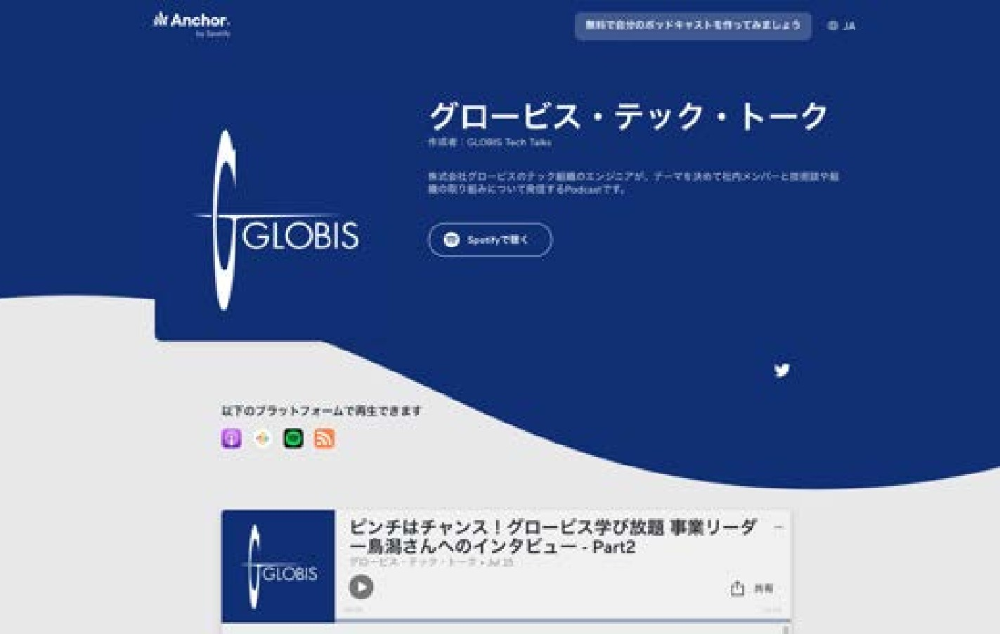 Anchor.
by Spotify
無料で自分のポッドキャストを作ってみましょう
JA
グロービス・テック・トーク
作成者：GLOBIS Tech Talks
株式会社グロービスのテック組織のエンジニアが、テーマを決めて社内メンバーと技術談や組
織の取り組みについて発信するPodcastです。
GLOBIS
Spotifyで聴く
以下のプラットフォームで再生できます
ピンチはチャンス！グロービス学び放題 事業リーダ
ー鳥潟さんへのインタビュー - Part2
グロービス・テック・トーク • Jul 25
GLOBIS
共有